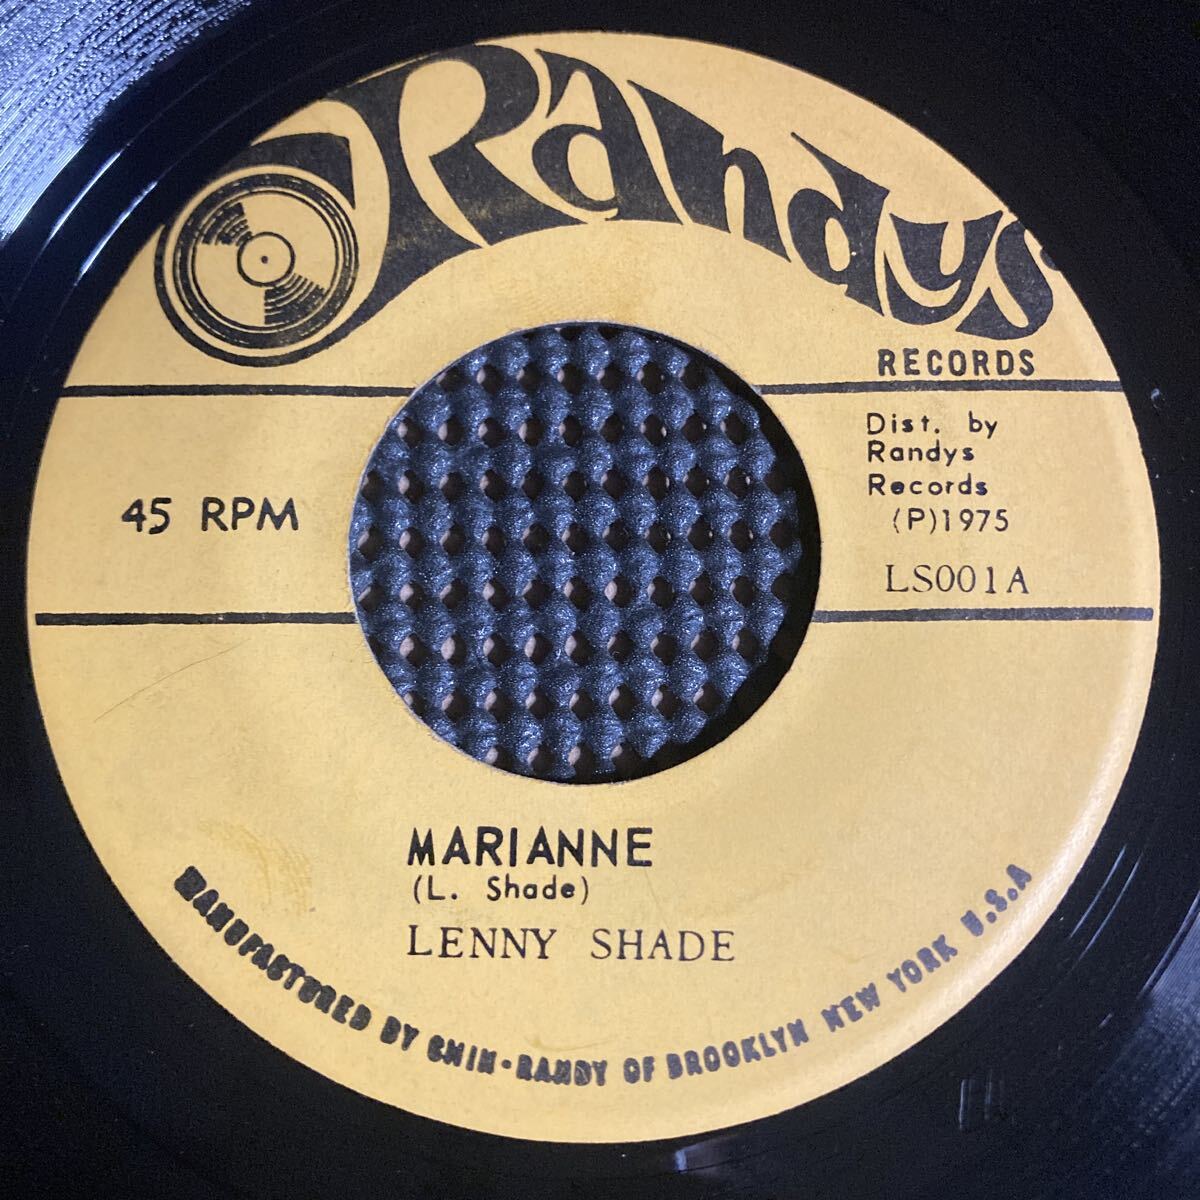 Randys
RECORDS
Dist. by
Randys
Records
(P)1975
LS001A
45 RPM
MARIANNE
(L. Shade)
LENNY SHADE
MANUFACTURED BY CHIN-RANDY OF BROOKLYN NEW YORK U.S.A